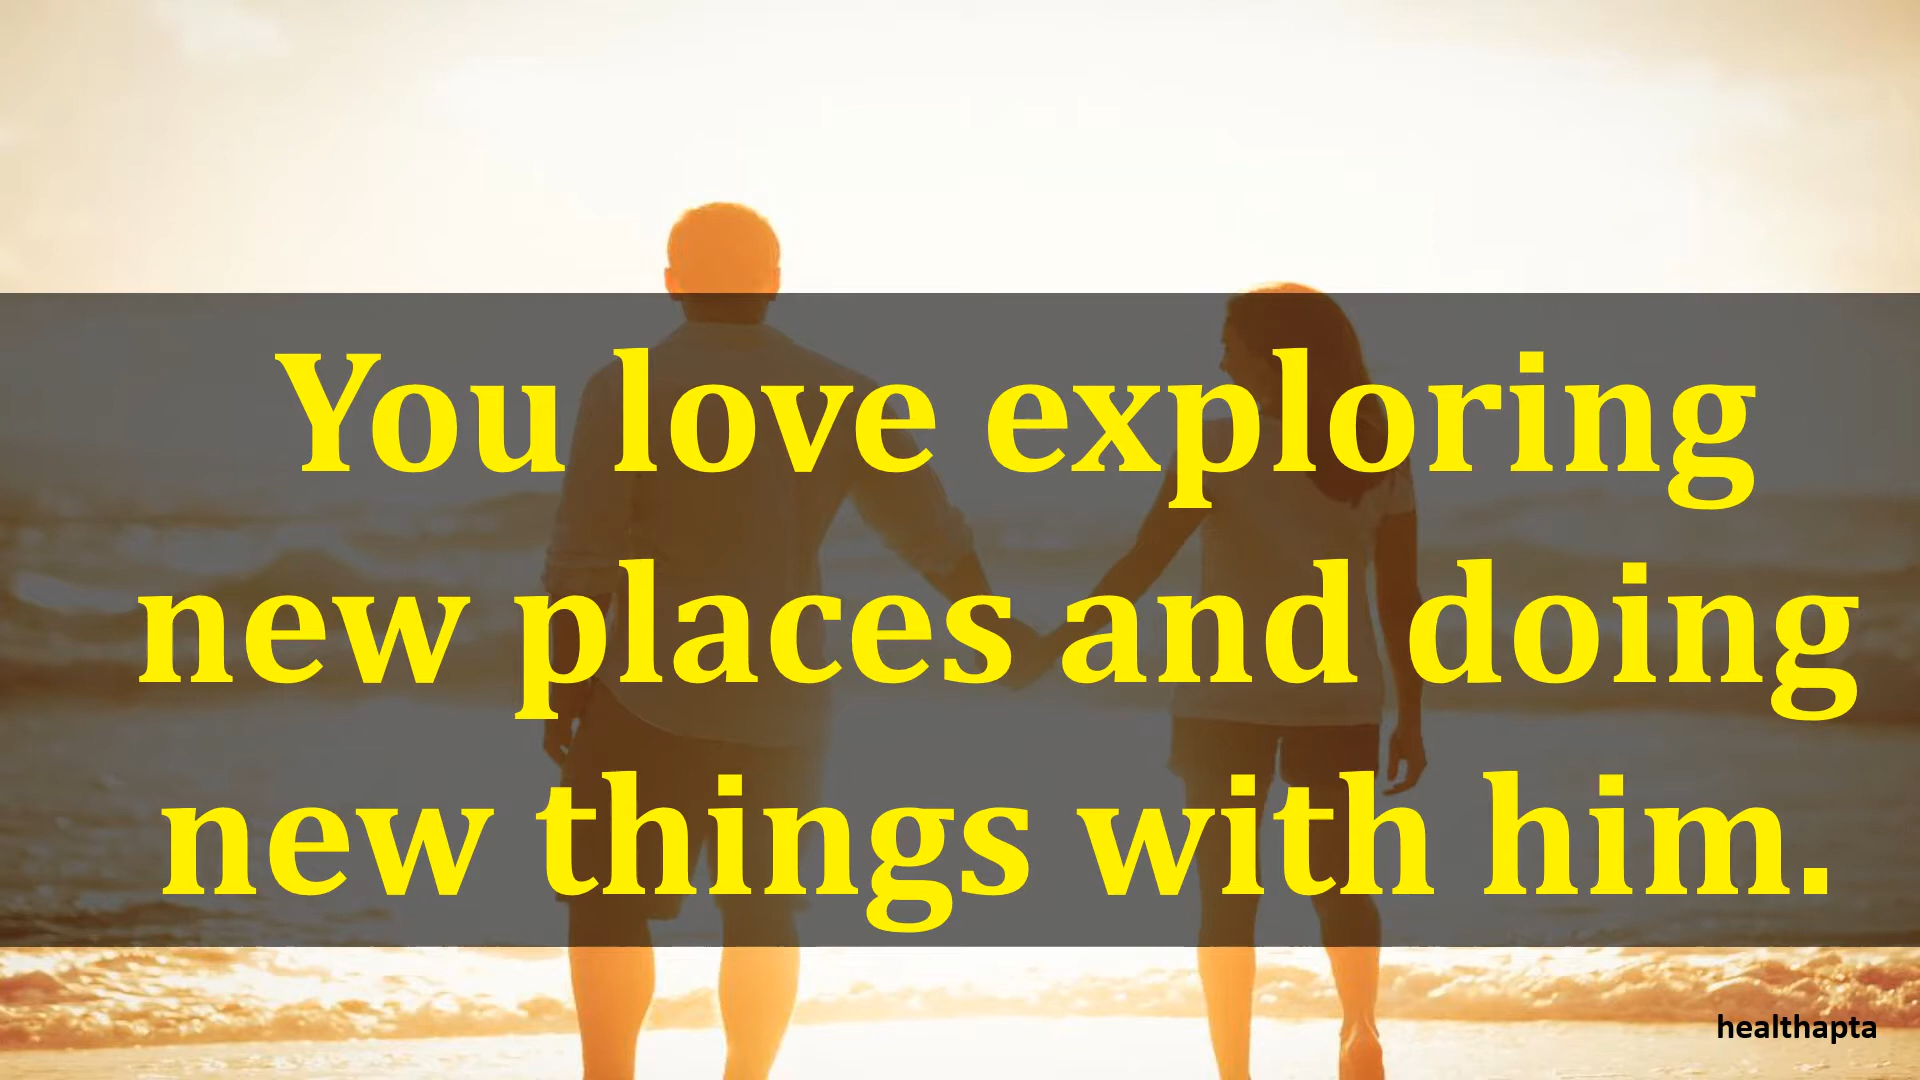 You love exploring
new places and doing
new things with him.
healthapta